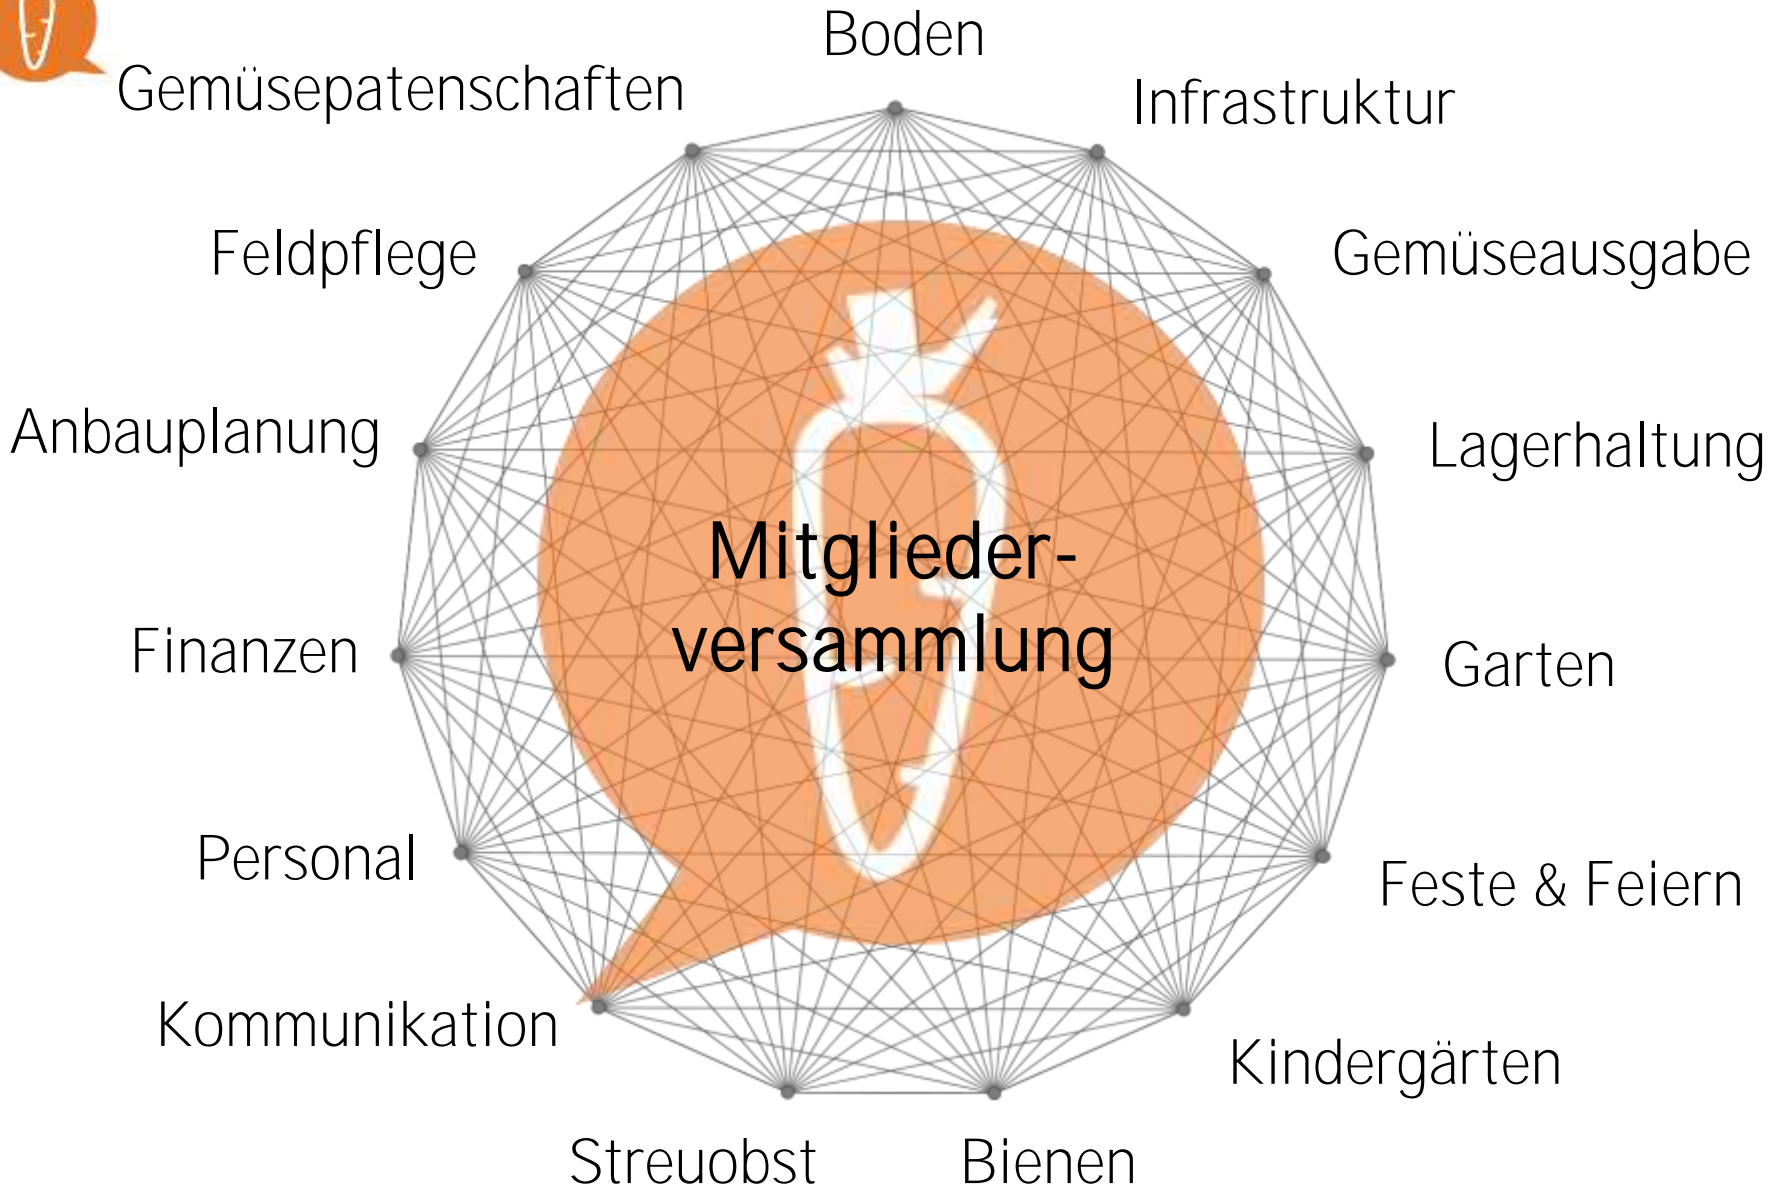 Boden
Gemüsepatenschaften
Infrastruktur
Feldpflege
Gemüseausgabe
Anbauplanung
Lagerhaltung
Mitglieder-
versammlung
Finanzen
Garten
Personal
Feste & Feiern
Kommunikation
Kindergärten
Streuobst
Bienen